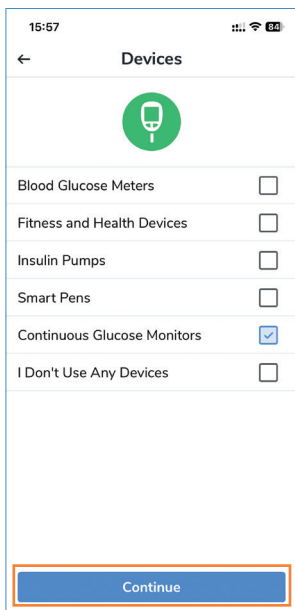 15:57
84
Devices
Blood Glucose Meters
Fitness and Health Devices
Insulin Pumps
Smart Pens
Continuous Glucose Monitors
I Don't Use Any Devices
Continue